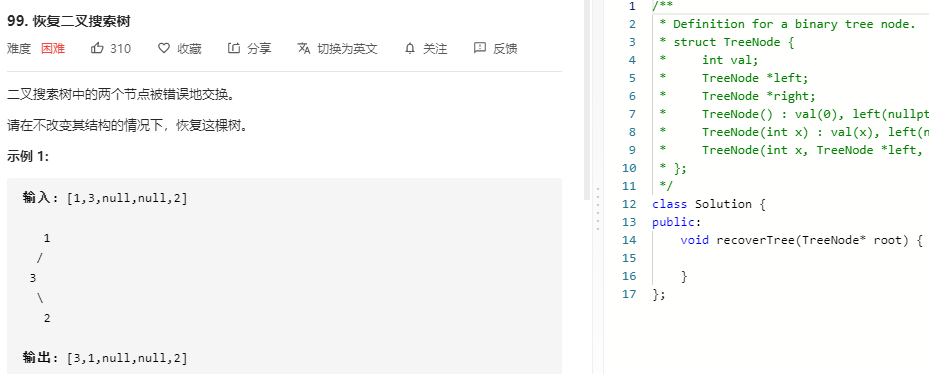 99. 恢复二叉搜索树
难度 困难 310 收藏 分享 切换为英文 关注 反馈
二叉搜索树中的两个节点被错误地交换。
请在不改变其结构的情况下，恢复这棵树。
示例 1:
输入: [1,3,null,null,2]
1
/
3
\
2
输出: [3,1,null,null,2]
1 /**
2 * Definition for a binary tree node.
3 * struct TreeNode {
4 *     int val;
5 *     TreeNode *left;
6 *     TreeNode *right;
7 *     TreeNode() : val(0), left(nullpt
8 *     TreeNode(int x) : val(x), left(n
9 *     TreeNode(int x, TreeNode *left,
10 * };
11 */
12 class Solution {
13 public:
14     void recoverTree(TreeNode* root) {
15
16     }
17 };